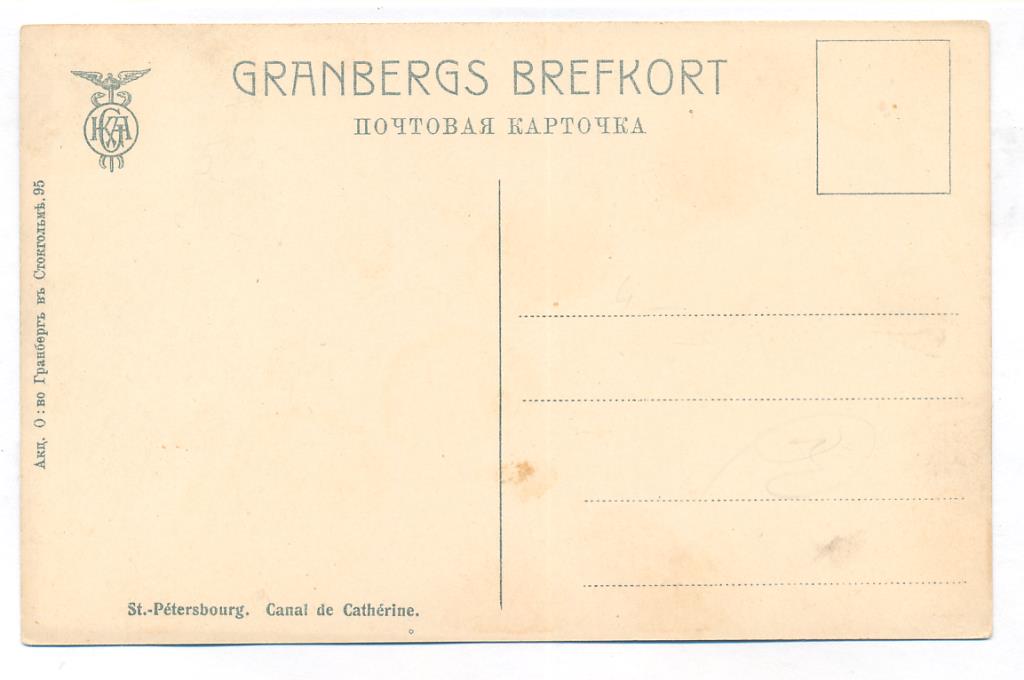 GRANBERGS BREFKORT
ПОЧТОВАЯ КАРТОЧКА
Акц. О:во Гранбергъ въ Стокгольмѣ. 95
St.-Pétersbourg. Canal de Cathérine.